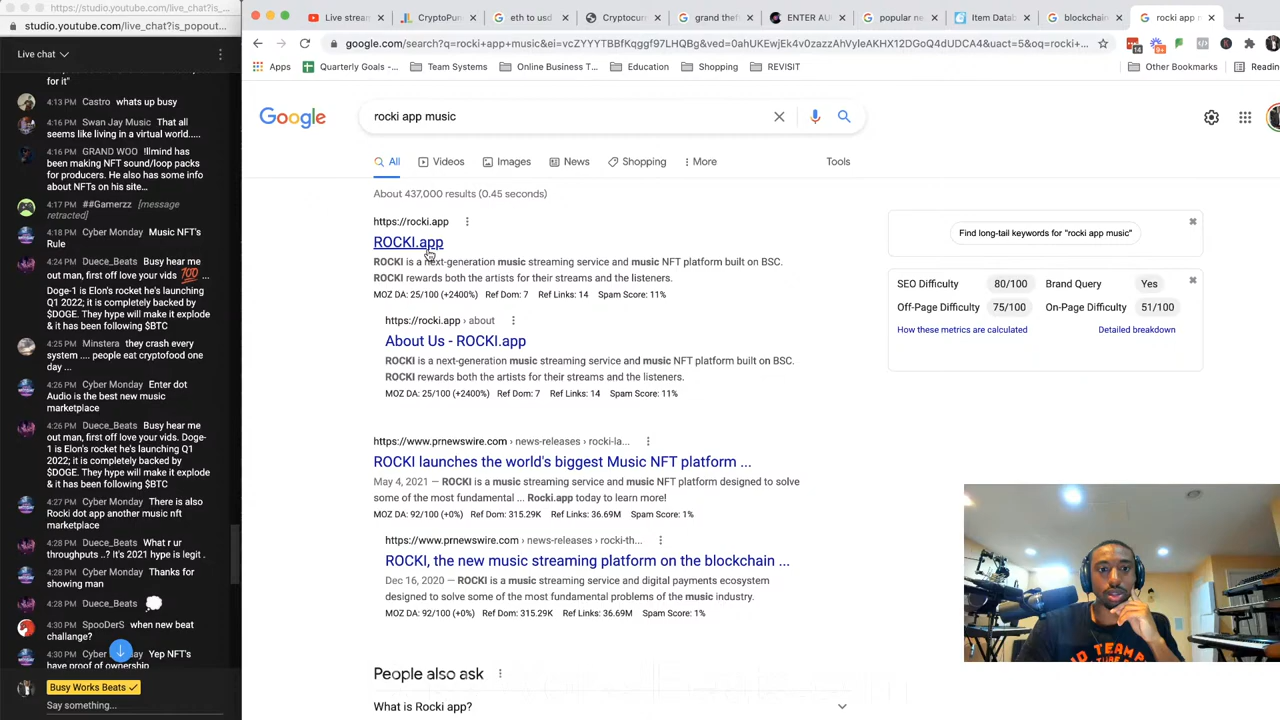 https://studio.youtube.com/live_chat?is_popout...
studio.youtube.com/live_chat?is_popou...
Live chat
for it"
4:13 PM Castro whats up busy
4:16 PM Swan Jay Music That all
seems like living in a virtual world.....
4:16 PM GRAND WOO !llmind has
been making NFT sound/loop packs
for producers. He also has some info
about NFTs on his site...
4:17 PM ##Gamerzz [message
retracted]
4:18 PM Cyber Monday Music NFT's
Rule
4:24 PM Duece_Beats Busy hear me
out man, first off love your vids 💯 ...
Doge-1 is Elon's rocket he's launching
Q1 2022; it is completely backed by
$DOGE. They hype will make it explode
& it has been following $BTC
4:25 PM Minstera they crash every
system .... people eat cryptofood one
day ...
4:26 PM Cyber Monday Enter dot
Audio is the best new music
marketplace
4:26 PM Duece_Beats Busy hear me
out man, first off love your vids. Doge-
1 is Elon's rocket he's launching Q1
2022; it is completely backed by
$DOGE. They hype will make it explode
& it has been following $BTC
4:27 PM Cyber Monday There is also
Rocki dot app another music nft
marketplace
4:28 PM Duece_Beats What r ur
throughputs ..? It's 2021 hype is legit .
4:28 PM Cyber Monday Thanks for
showing man
4:28 PM Duece_Beats
4:30 PM SpooDerS when new beat
challange?
4:30 PM Cyber Monday Yep NFT's
have proof of ownership
Busy Works Beats
Say something...
Live stream
CryptoPun
eth to usd
Cryptocurr
grand theft
ENTER AU
popular ne
Item Datab
blockchain
rocki app m
google.com/search?q=rocki+app+music&ei=vcZYYYTBBfKqggf97LHQBg&ved=0ahUKEwjEk4v0zazzAhVyleAKHX12DGoQ4dUDCA4&uact=5&oq=rocki+...
14
Apps
Quarterly Goals -...
Team Systems
Online Business T...
Education
Shopping
REVISIT
Other Bookmarks
Readin
Google
rocki app music
All
Videos
Images
News
Shopping
More
Tools
About 437,000 results (0.45 seconds)
https://rocki.app
ROCKI.app
ROCKI is a next-generation music streaming service and music NFT platform built on BSC.
ROCKI rewards both the artists for their streams and the listeners.
MOZ DA: 25/100 (+2400%) Ref Dom: 7 Ref Links: 14 Spam Score: 11%
https://rocki.app › about
About Us - ROCKI.app
ROCKI is a next-generation music streaming service and music NFT platform built on BSC.
ROCKI rewards both the artists for their streams and the listeners.
MOZ DA: 25/100 (+2400%) Ref Dom: 7 Ref Links: 14 Spam Score: 11%
https://www.prnewswire.com › news-releases › rocki-la...
ROCKI launches the world's biggest Music NFT platform ...
May 4, 2021 — ROCKI is a music streaming service and music NFT platform designed to solve
some of the most fundamental ... Rocki.app today to learn more!
MOZ DA: 92/100 (+0%) Ref Dom: 315.29K Ref Links: 36.69M Spam Score: 1%
https://www.prnewswire.com › news-releases › rocki-th...
ROCKI, the new music streaming platform on the blockchain ...
Dec 16, 2020 — ROCKI is a music streaming service and digital payments ecosystem
designed to solve some of the most fundamental problems of the music industry.
MOZ DA: 92/100 (+0%) Ref Dom: 315.29K Ref Links: 36.69M Spam Score: 1%
People also ask
What is Rocki app?
Find long-tail keywords for "rocki app music"
SEO Difficulty 80/100 Brand Query Yes
Off-Page Difficulty 75/100 On-Page Difficulty 51/100
How these metrics are calculated
Detailed breakdown